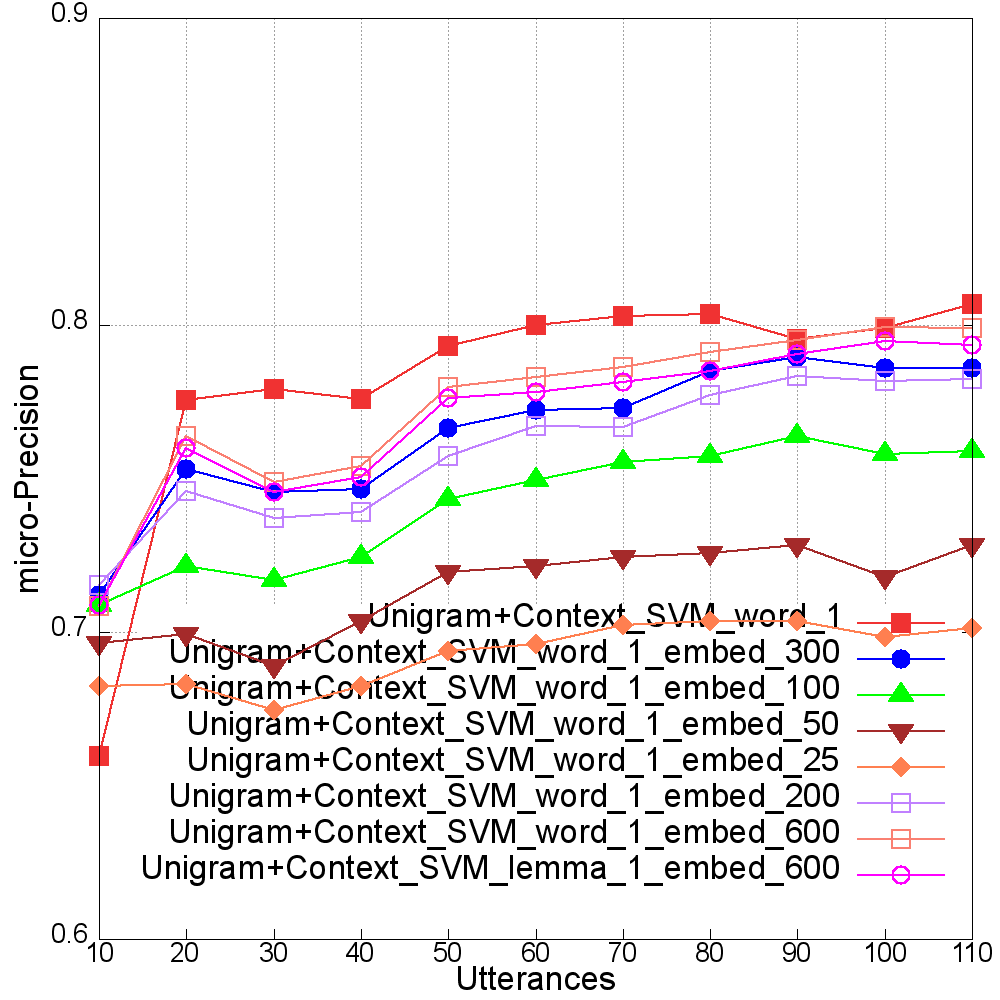 0.9
0.8
0.7
0.6
micro-Precision
Unigram+Context_SVM_word_1
Unigram+Context_SVM_word_1_embed_300
Unigram+Context_SVM_word_1_embed_100
Unigram+Context_SVM_word_1_embed_50
Unigram+Context_SVM_word_1_embed_25
Unigram+Context_SVM_word_1_embed_200
Unigram+Context_SVM_word_1_embed_600
Unigram+Context_SVM_lemma_1_embed_600
10 20 30 40 50 60 70 80 90 100 110
Utterances